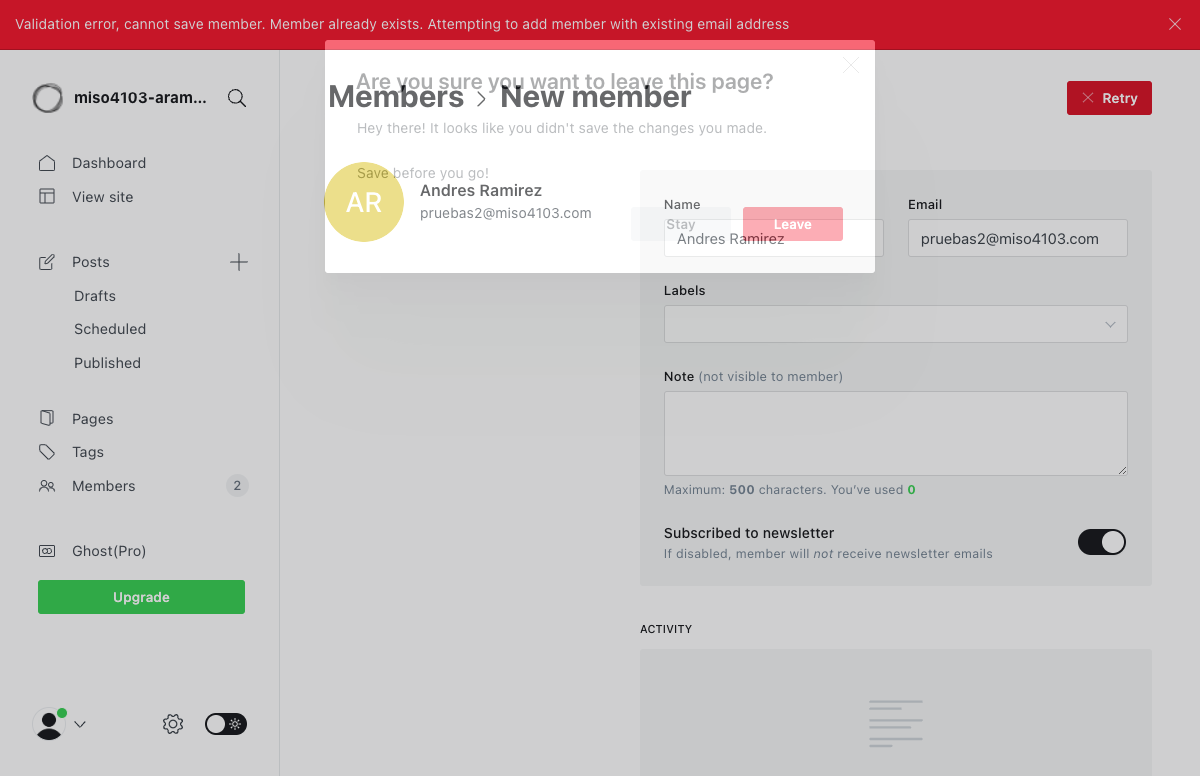 Validation error, cannot save member. Member already exists. Attempting to add member with existing email address
miso4103-aram...
Dashboard
View site
Posts
Drafts
Scheduled
Published
Pages
Tags
Members 2
Ghost(Pro)
Upgrade
Are you sure you want to leave this page?
Members > New member
Retry
Hey there! It looks like you didn't save the changes you made.
Save before you go!
AR
Andres Ramirez
pruebas2@miso4103.com
Stay
Leave
Name
Andres Ramirez
Email
pruebas2@miso4103.com
Labels
Note (not visible to member)
Maximum: 500 characters. You've used 0
Subscribed to newsletter
If disabled, member will not receive newsletter emails
ACTIVITY